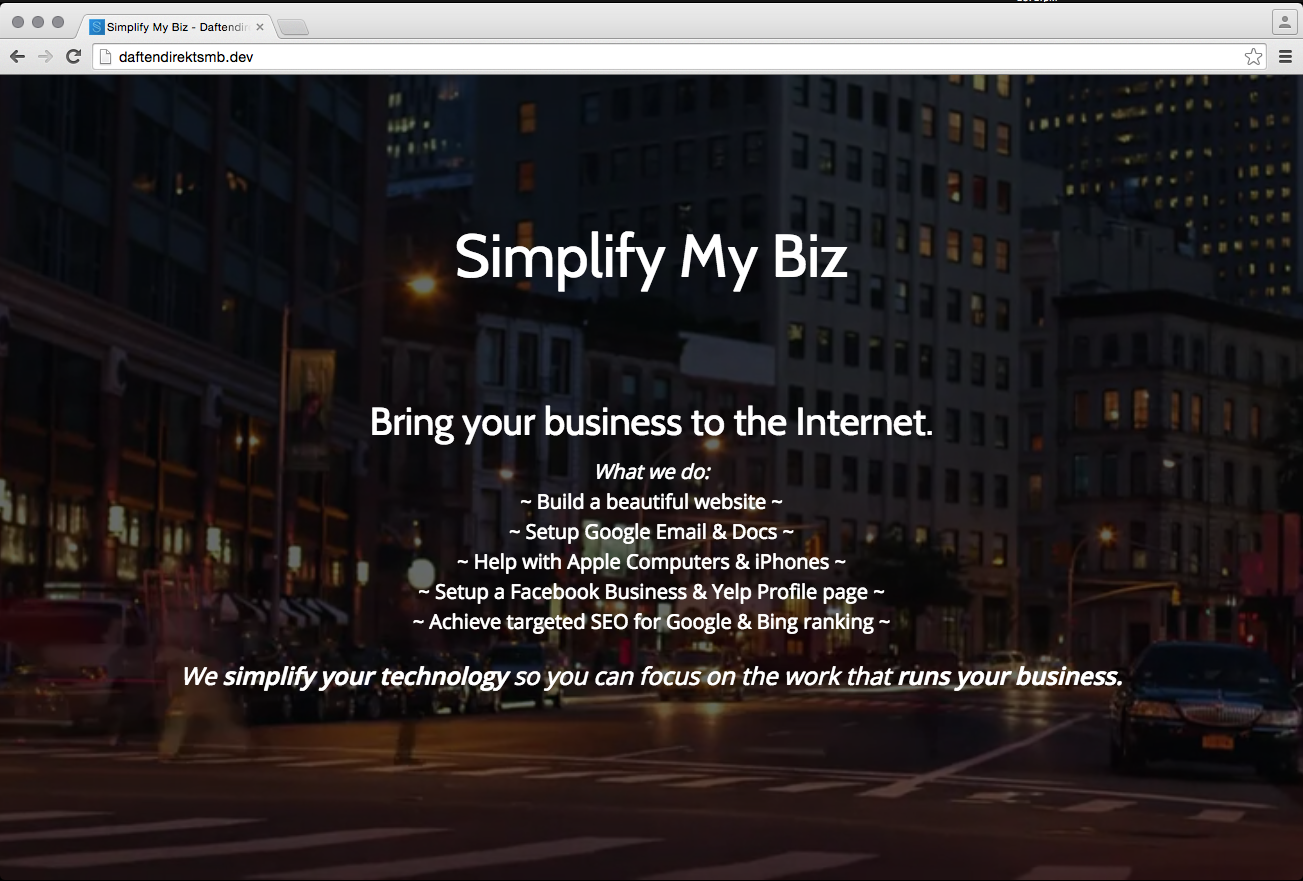 Simplify My Biz - Daftendir
daftendirektsmb.dev
Simplify My Biz
Bring your business to the Internet.
What we do:
~ Build a beautiful website ~
~ Setup Google Email & Docs ~
~ Help with Apple Computers & iPhones ~
~ Setup a Facebook Business & Yelp Profile page ~
~ Achieve targeted SEO for Google & Bing ranking ~
We simplify your technology so you can focus on the work that runs your business.